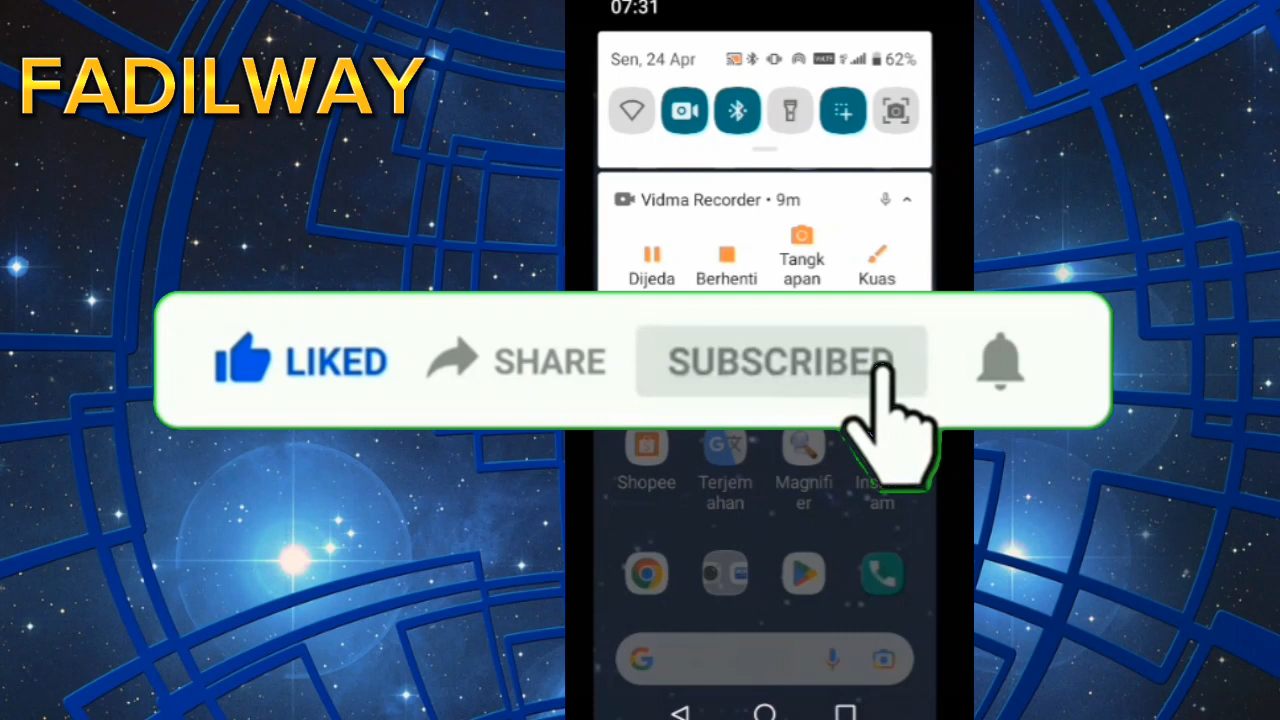 07:31
FADILWAY
Sen, 24 Apr
62%
Vidma Recorder • 9m
Dijeda
Berhenti
Tangk
apan
Kuas
LIKED
SHARE
SUBSCRIBED
Shopee
Terjem
ahan
Magnifi
er
am